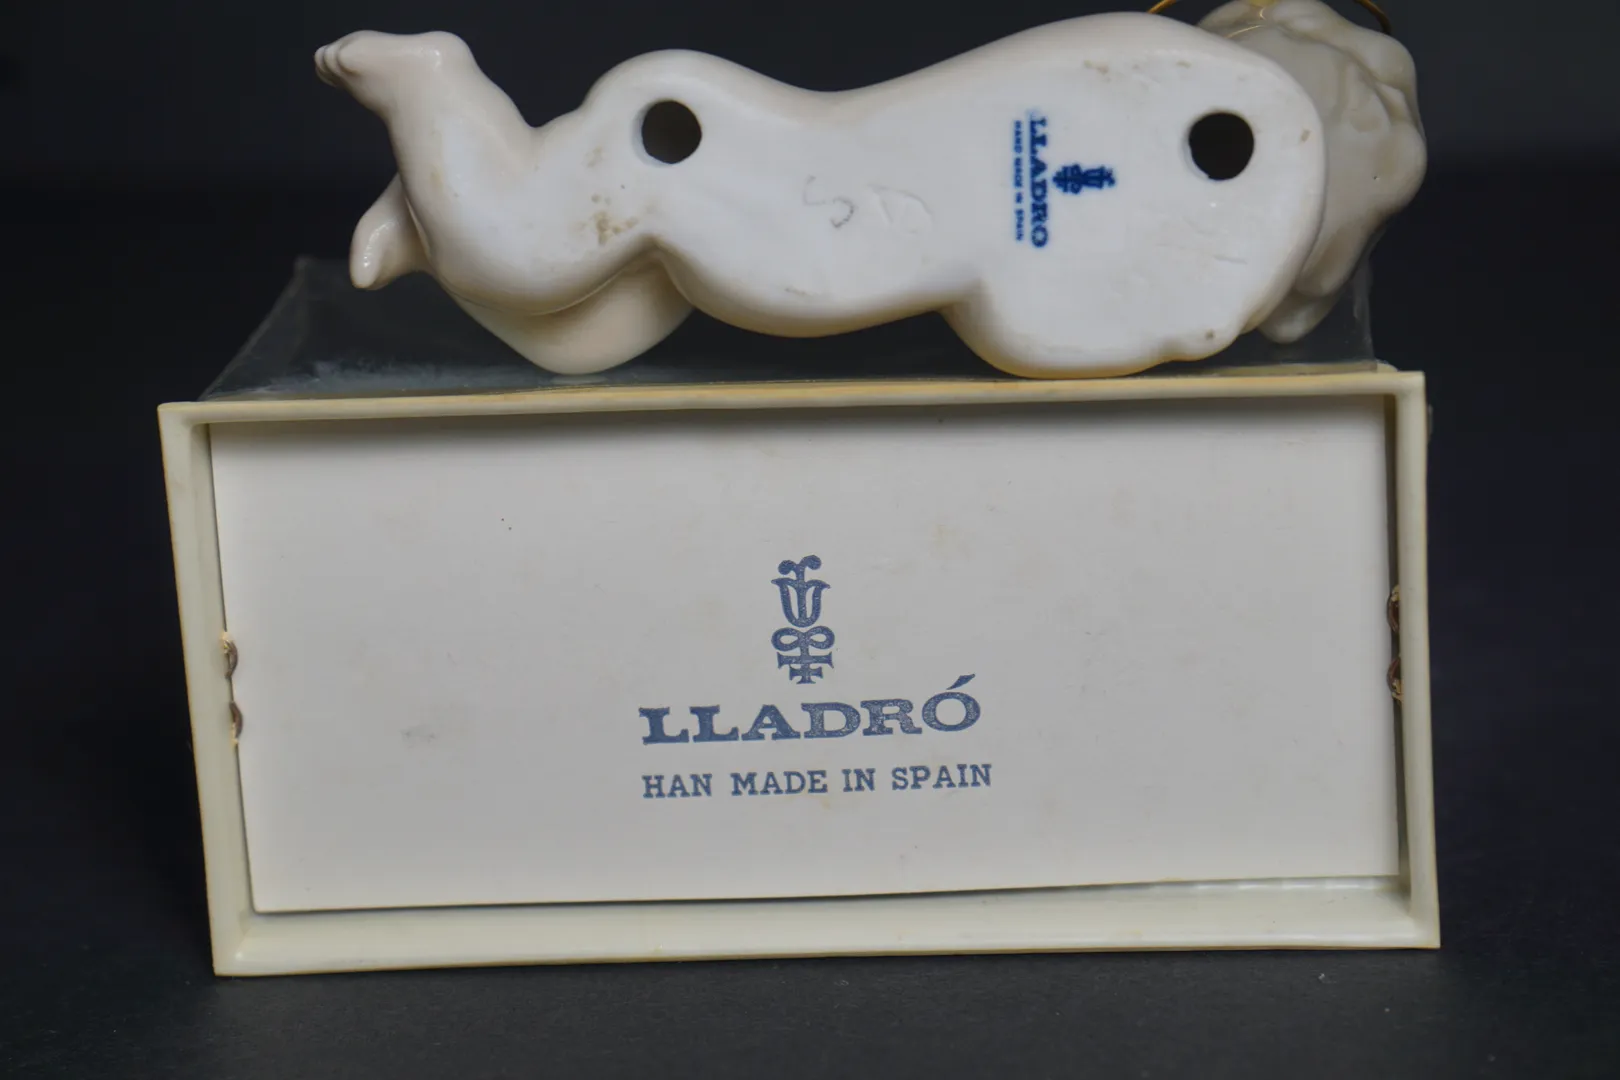 LLADRO
HAND MADE IN SPAIN
LLADRÓ
HAN MADE IN SPAIN